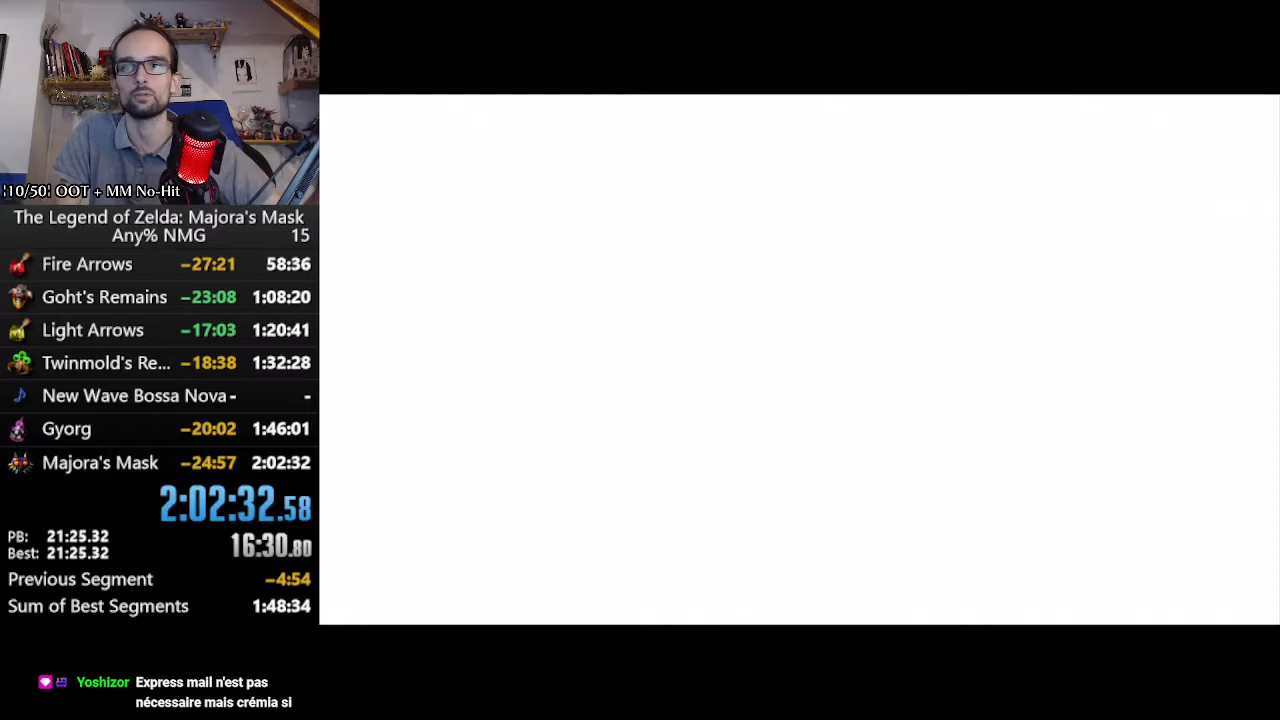 ¦10/50¦ OOT + MM No-Hit
The Legend of Zelda: Majora's Mask
Any% NMG 15
Fire Arrows −27:21 58:36
Goht's Remains −23:08 1:08:20
Light Arrows −17:03 1:20:41
Twinmold's Re... −18:38 1:32:28
New Wave Bossa Nova - -
Gyorg −20:02 1:46:01
Majora's Mask −24:57 2:02:32
2:02:32.58
PB: 21:25.32
Best: 21:25.32
16:30.80
Previous Segment −4:54
Sum of Best Segments 1:48:34
Yoshizor Express mail n'est pas
nécessaire mais crémia si